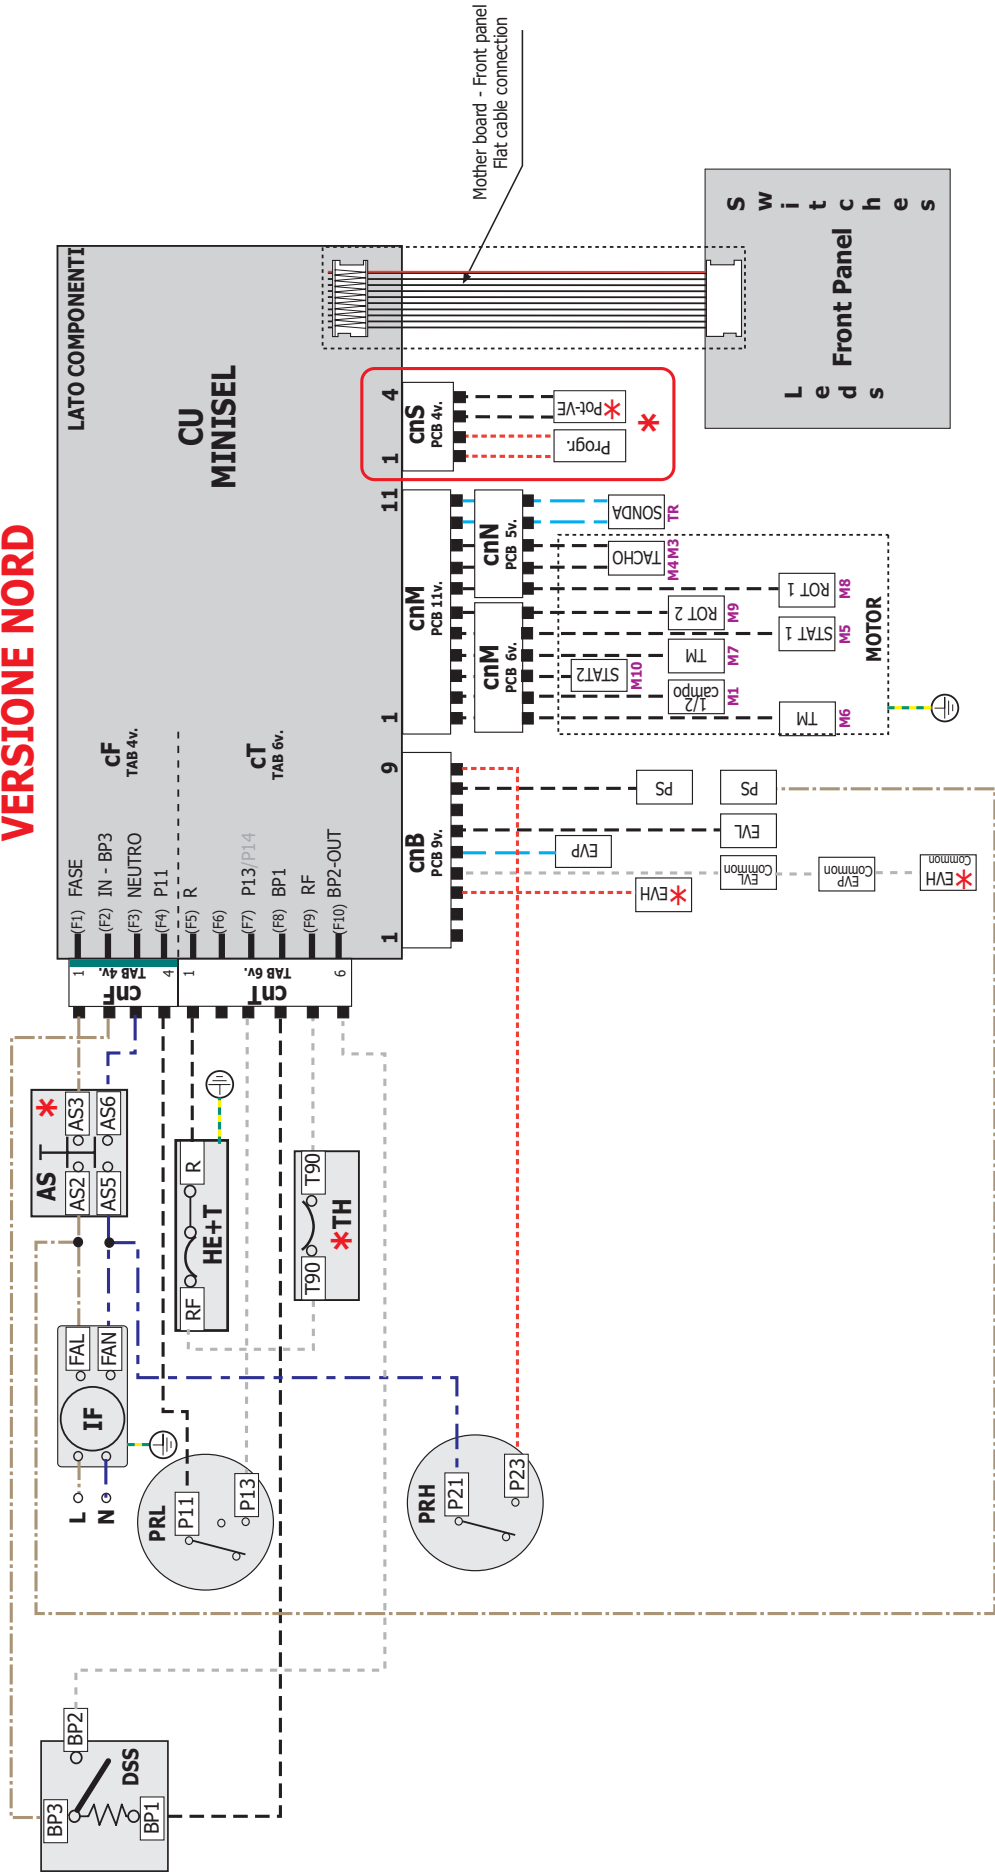 VERSIONE NORD
LATO COMPONENTI
CU
MINISEL
Mother board - Front panel
Flat cable connection
Front Panel
Switches
Leds
cF
TAB 4v.
cT
TAB 6v.
(F1) FASE
(F2) IN - BP3
(F3) NEUTRO
(F4) P11
(F5) R
(F6)
(F7) P13/P14
(F8) BP1
(F9) RF
(F10) BP2-OUT
1
TAB 4v.
4
cnF
1
TAB 6v.
6
cnT
1
cnB
PCB 9v.
9
1
cnM
PCB 11v.
11
1
cnS
PCB 4v.
4
cnM
PCB 6v.
cnN
PCB 5v.
Progr.
*Pot-VE
*
SONDA
TR
TACHO
M4 M3
ROT 1
M8
ROT 2
M9
STAT 1
M5
TM
M7
STAT2
M10
1/2
campo
M1
TM
M6
MOTOR
PS
PS
EVL
EVP
EVL
Common
EVP
Common
EVH
Common
*
EVH
*
AS
*
AS2
AS3
AS5
AS6
HE+T
RF
R
*TH
T90
T90
IF
FAL
FAN
L
N
PRL
P11
P13
PRH
P21
P23
DSS
BP3
BP2
BP1